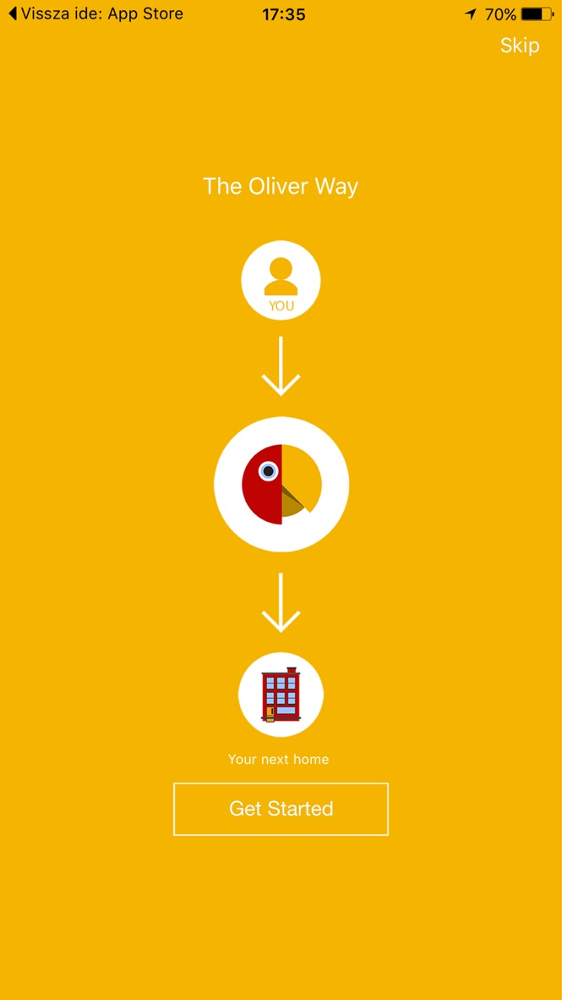 Vissza ide: App Store 17:35 70%
Skip
The Oliver Way
YOU
Your next home
Get Started